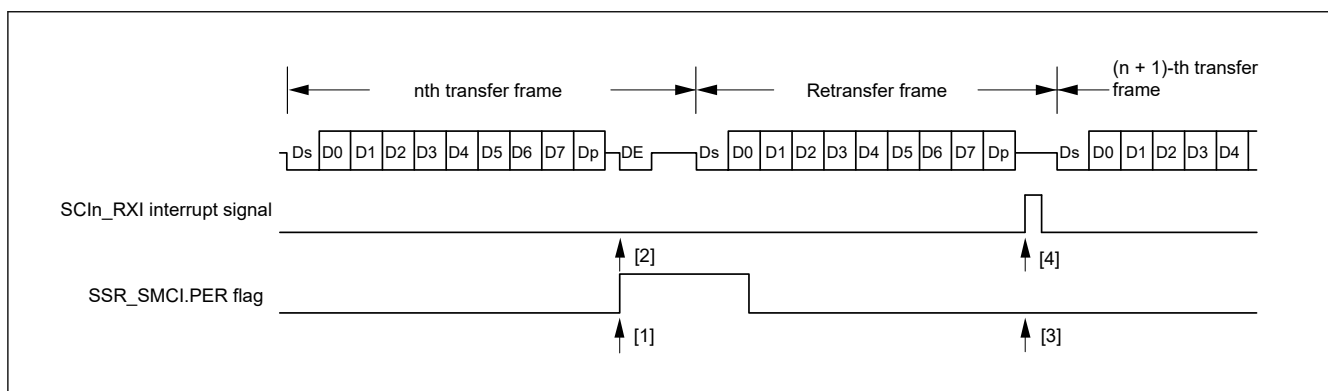 nth transfer frame
Retransfer frame
(n + 1)-th transfer
frame
Ds D0 D1 D2 D3 D4 D5 D6 D7 Dp DE Ds D0 D1 D2 D3 D4 D5 D6 D7 Dp Ds D0 D1 D2 D3 D4
SCIn_RXI interrupt signal
[2] [4]
SSR_SMCI.PER flag
[1] [3]